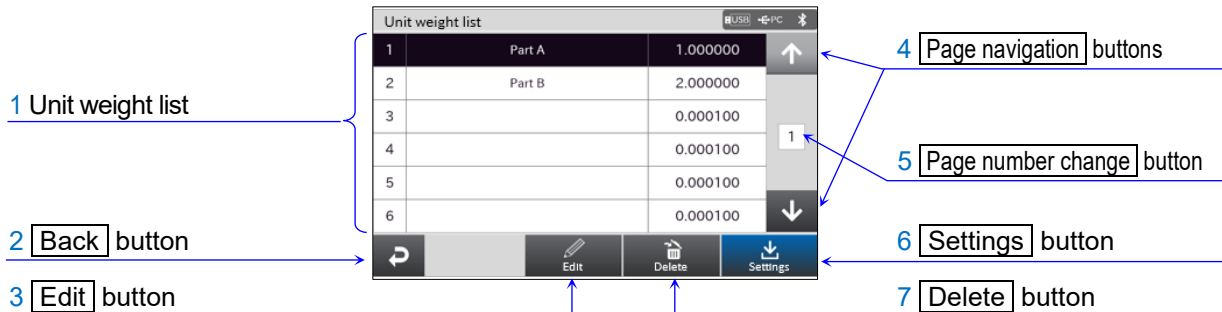 Unit weight list
USB PC
1 Part A 1.000000
2 Part B 2.000000
3 0.000100
4 0.000100
5 0.000100
6 0.000100
1
Edit Delete Settings
1 Unit weight list
2 Back button
3 Edit button
4 Page navigation buttons
5 Page number change button
6 Settings button
7 Delete button